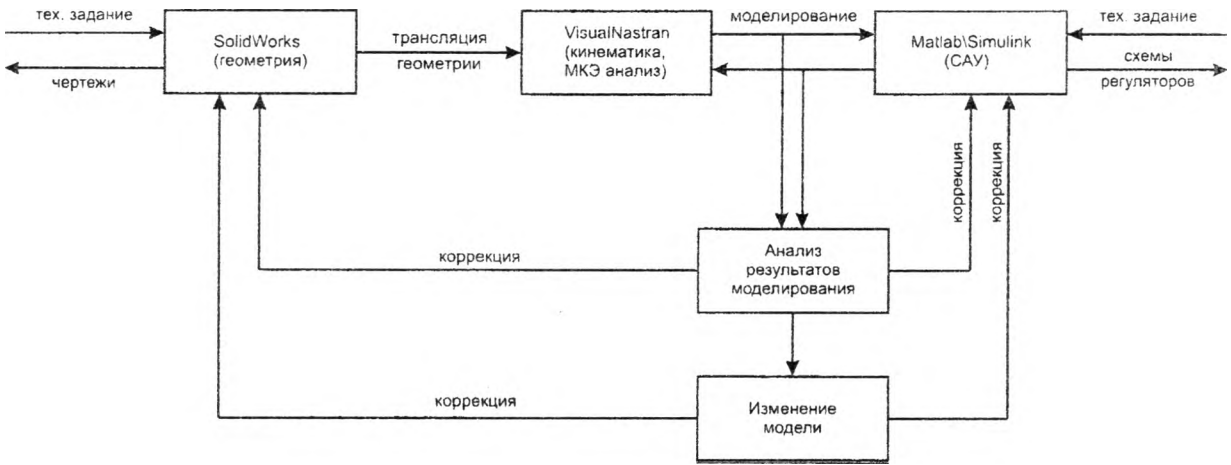 тех. задание
чертежи
SolidWorks
(геометрия)
трансляция
геометрии
VisualNastran
(кинематика,
МКЭ анализ)
моделирование
Matlab\Simulink
(САУ)
тех. задание
схемы
регуляторов
коррекция
коррекция
коррекция
Анализ
результатов
моделирования
коррекция
Изменение
модели